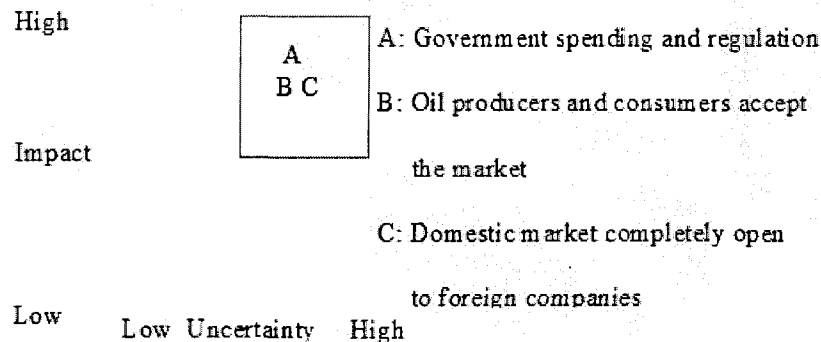 High
A: Government spending and regulation
A
B C
B: Oil producers and consumers accept
Impact
the market
C: Domestic market completely open
to foreign companies
Low
Low Uncertainty High